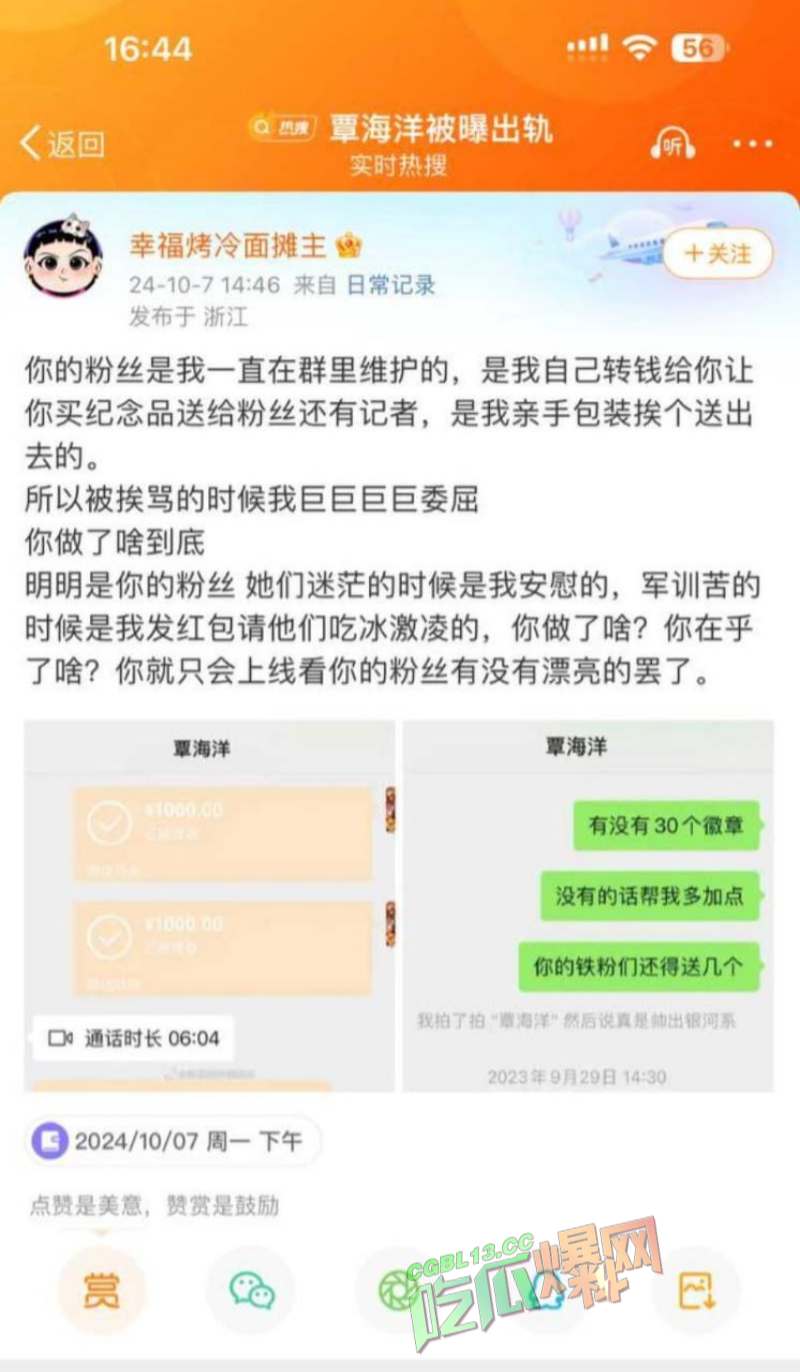 16:44
56
返回
热搜 覃海洋被曝出轨
听
实时热搜
幸福烤冷面摊主
24-10-7 14:46 来自 日常记录
发布于 浙江
+关注
你的粉丝是我一直在群里维护的，是我自己转钱给你让
你买纪念品送给粉丝还有记者，是我亲手包装挨个送出
去的。
所以被挨骂的时候我巨巨巨巨委屈
你做了啥到底
明明是你的粉丝 她们迷茫的时候是我安慰的，军训苦的
时候是我发红包请他们吃冰激凌的，你做了啥？你在乎
了啥？你就只会上线看你的粉丝有没有漂亮的罢了。
覃海洋
¥1000.00
¥1000.00
通话时长 06:04
覃海洋
有没有30个徽章
没有的话帮我多加点
你的铁粉们还得送几个
我拍了拍 "覃海洋" 然后说真是帅出银河系
2023年9月29日 14:30
2024/10/07 周一 下午
点赞是美意，赞赏是鼓励
赏
CGBL13.CC
吃瓜爆料网